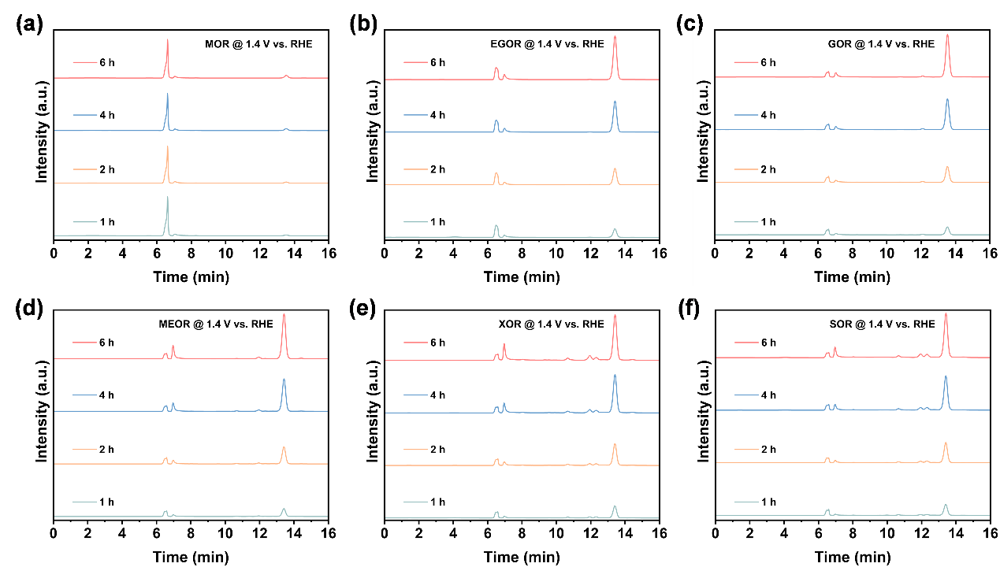 (a)
MOR @ 1.4 V vs. RHE
6 h
4 h
2 h
1 h
Intensity (a.u.)
0 2 4 6 8 10 12 14 16
Time (min)
(b)
EGOR @ 1.4 V vs. RHE
6 h
4 h
2 h
1 h
Intensity (a.u.)
0 2 4 6 8 10 12 14 16
Time (min)
(c)
GOR @ 1.4 V vs. RHE
6 h
4 h
2 h
1 h
Intensity (a.u.)
0 2 4 6 8 10 12 14 16
Time (min)
(d)
MEOR @ 1.4 V vs. RHE
6 h
4 h
2 h
1 h
Intensity (a.u.)
0 2 4 6 8 10 12 14 16
Time (min)
(e)
XOR @ 1.4 V vs. RHE
6 h
4 h
2 h
1 h
Intensity (a.u.)
0 2 4 6 8 10 12 14 16
Time (min)
(f)
SOR @ 1.4 V vs. RHE
6 h
4 h
2 h
1 h
Intensity (a.u.)
0 2 4 6 8 10 12 14 16
Time (min)